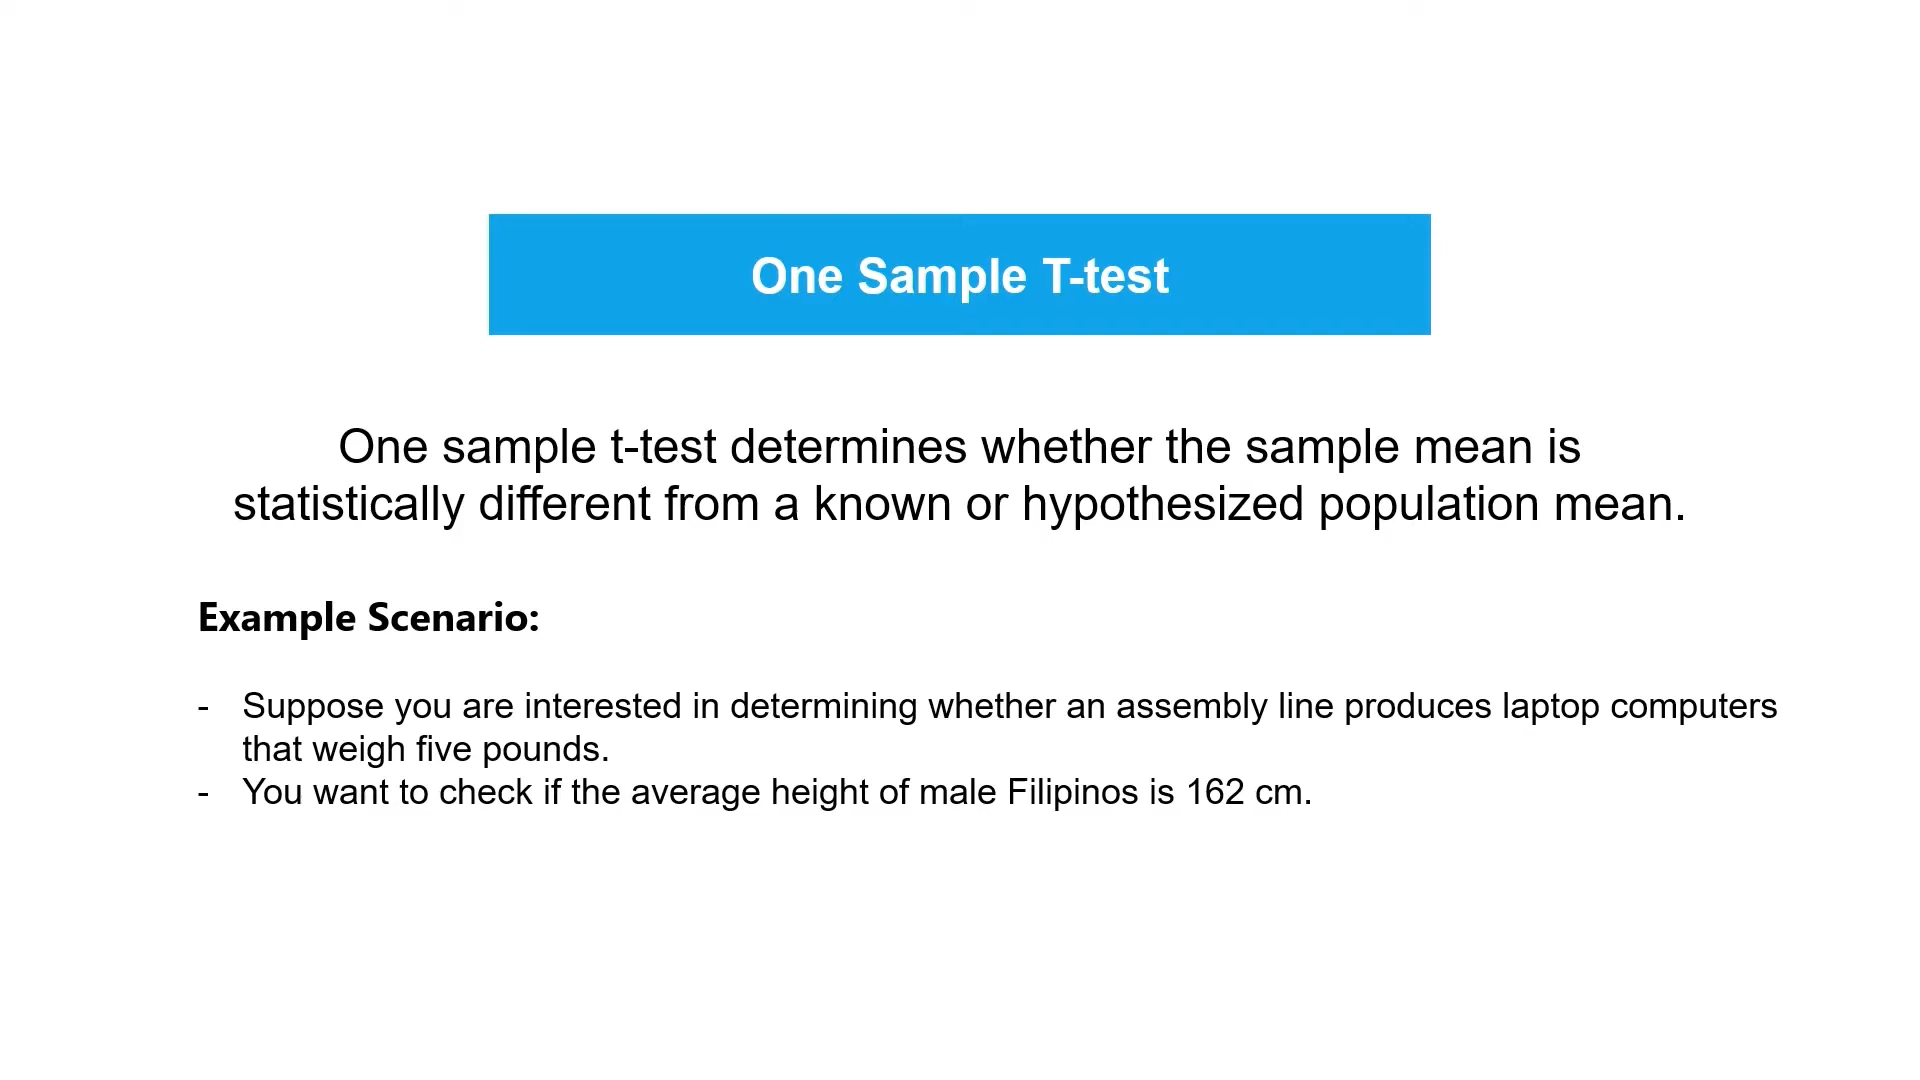 One Sample T-test
One sample t-test determines whether the sample mean is
statistically different from a known or hypothesized population mean.
Example Scenario:
- Suppose you are interested in determining whether an assembly line produces laptop computers
that weigh five pounds.
- You want to check if the average height of male Filipinos is 162 cm.